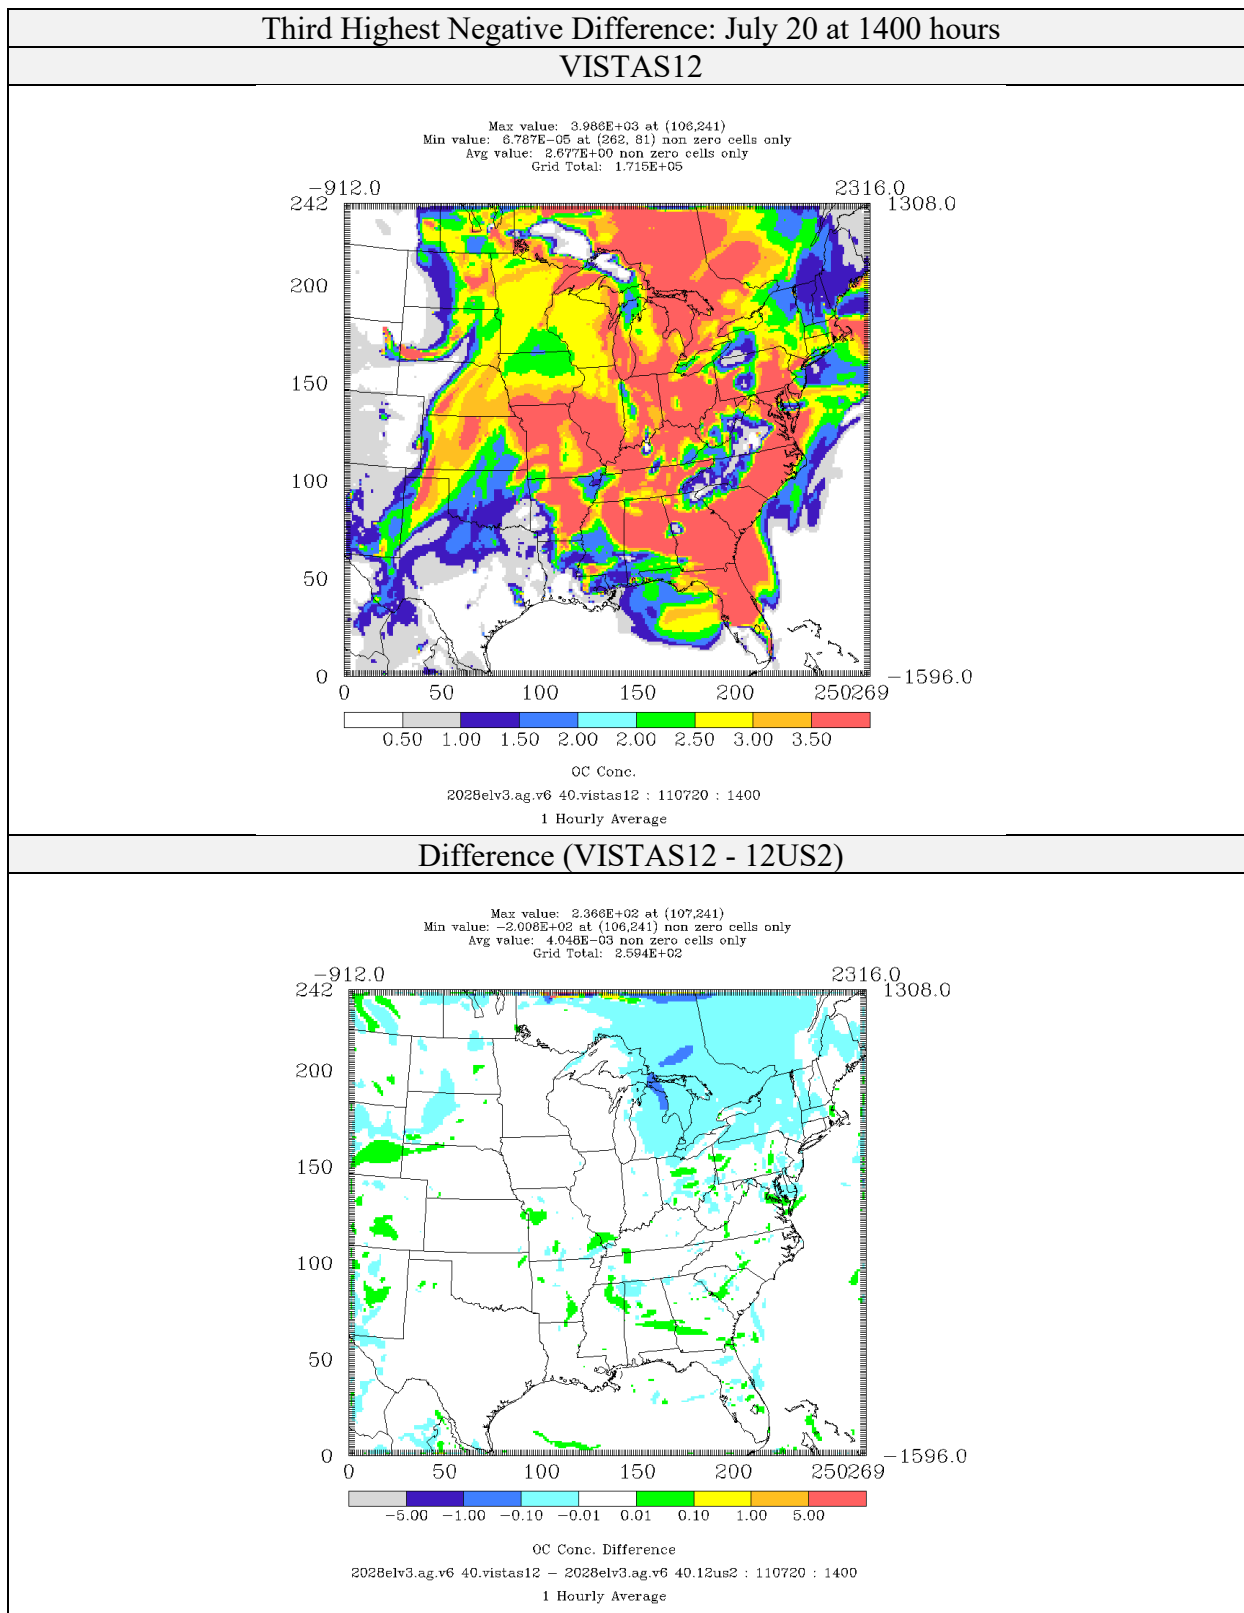 Third Highest Negative Difference: July 20 at 1400 hours
VISTAS12
Max value: 3.986E+03 at (106,241)
Min value: 6.787E-05 at (262, 81) non zero cells only
Avg value: 2.677E+00 non zero cells only
Grid Total: 1.715E+05
-912.0 2316.0
242 1308.0
200
150
100
50
0 -1596.0
0 50 100 150 200 250269
0.50 1.00 1.50 2.00 2.00 2.50 3.00 3.50
OC Conc.
2028elv3.ag.v6 40.vistas12 : 110720 : 1400
1 Hourly Average
Difference (VISTAS12 - 12US2)
Max value: 2.366E+02 at (107,241)
Min value: -2.008E+02 at (106,241) non zero cells only
Avg value: 4.048E-03 non zero cells only
Grid Total: 2.594E+02
-912.0 2316.0
242 1308.0
200
150
100
50
0 -1596.0
0 50 100 150 200 250269
-5.00 -1.00 -0.10 -0.01 0.01 0.10 1.00 5.00
OC Conc. Difference
2028elv3.ag.v6 40.vistas12 - 2028elv3.ag.v6 40.12us2 : 110720 : 1400
1 Hourly Average